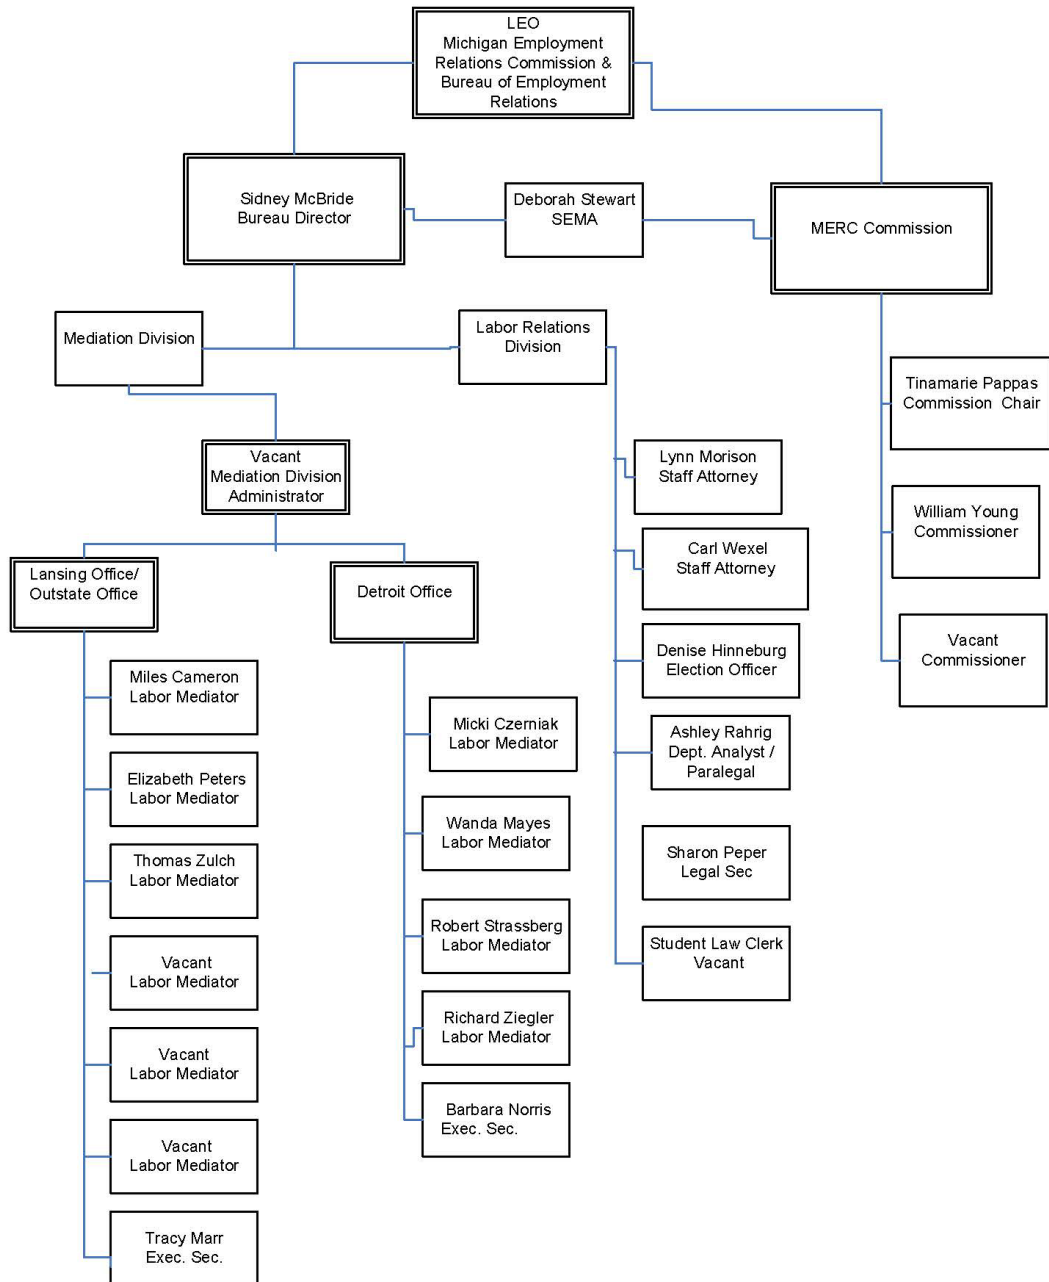 LEO
Michigan Employment
Relations Commission &
Bureau of Employment
Relations
Sidney McBride
Bureau Director
Deborah Stewart
SEMA
MERC Commission
Mediation Division
Labor Relations
Division
Tinamarie Pappas
Commission Chair
Vacant
Mediation Division
Administrator
Lynn Morison
Staff Attorney
William Young
Commissioner
Carl Wexel
Staff Attorney
Lansing Office/
Outstate Office
Detroit Office
Denise Hinneburg
Election Officer
Vacant
Commissioner
Miles Cameron
Labor Mediator
Micki Czerniak
Labor Mediator
Ashley Rahrig
Dept. Analyst /
Paralegal
Elizabeth Peters
Labor Mediator
Wanda Mayes
Labor Mediator
Sharon Peper
Legal Sec
Thomas Zulch
Labor Mediator
Robert Strassberg
Labor Mediator
Student Law Clerk
Vacant
Vacant
Labor Mediator
Richard Ziegler
Labor Mediator
Vacant
Labor Mediator
Barbara Norris
Exec. Sec.
Vacant
Labor Mediator
Tracy Marr
Exec. Sec.